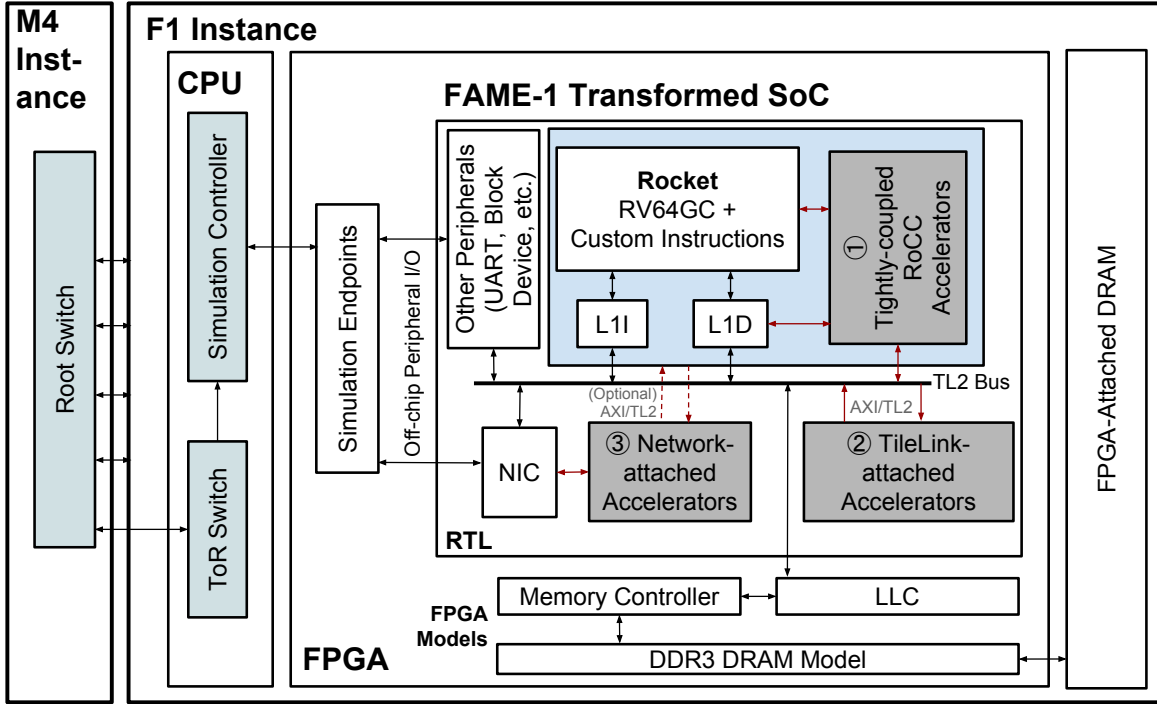 M4
Inst-
ance
Root Switch
F1 Instance
CPU
Simulation Controller
ToR Switch
Simulation Endpoints
Off-chip Peripheral I/O
FAME-1 Transformed SoC
Other Peripherals
(UART, Block
Device, etc.)
Rocket
RV64GC +
Custom Instructions
①
Tightly-coupled
RoCC
Accelerators
L1I
L1D
TL2 Bus
(Optional)
AXI/TL2
AXI/TL2
NIC
③ Network-
attached
Accelerators
② TileLink-
attached
Accelerators
RTL
Memory Controller
LLC
FPGA
Models
DDR3 DRAM Model
FPGA
FPGA-Attached DRAM